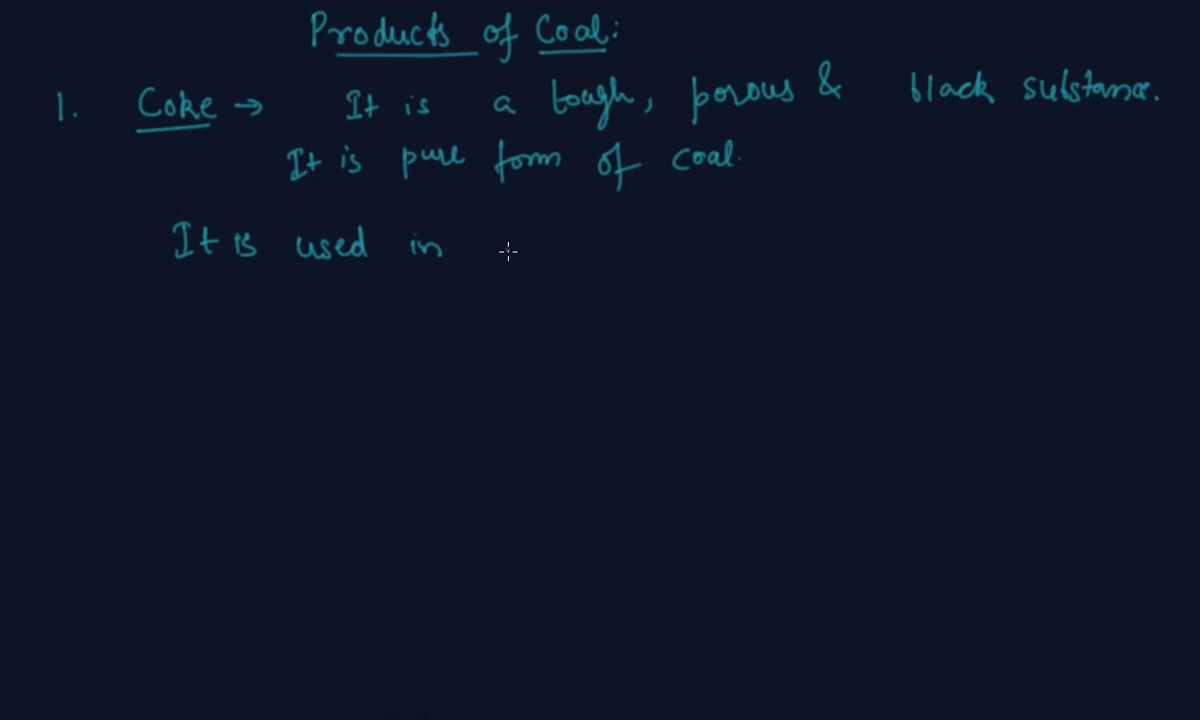 Products of Coal:
1. Coke → It is a tough, porous & black substance.
It is pure form of coal.
It is used in